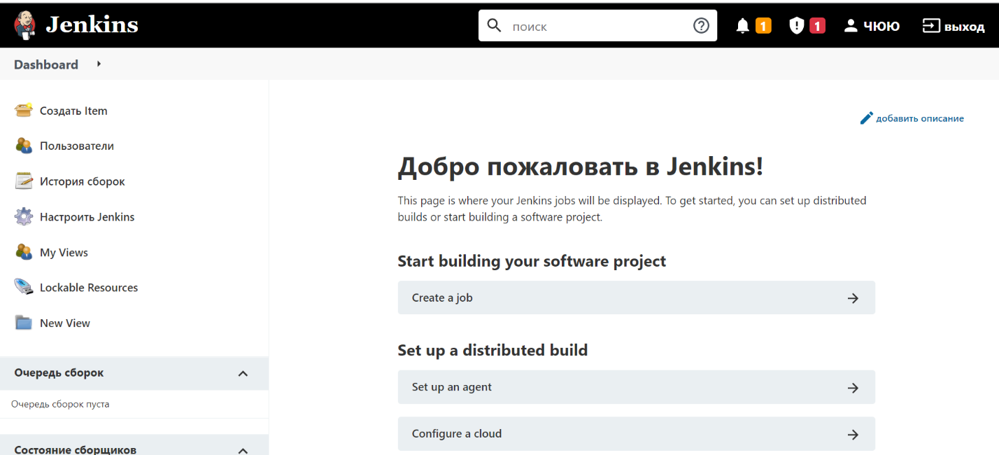 Jenkins
поиск
1
1
ЧЮЮ
выход
Dashboard
Создать Item
Пользователи
История сборок
Настроить Jenkins
My Views
Lockable Resources
New View
Очередь сборок
Очередь сборок пуста
Состояние сборщиков
добавить описание
Добро пожаловать в Jenkins!
This page is where your Jenkins jobs will be displayed. To get started, you can set up distributed
builds or start building a software project.
Start building your software project
Create a job
Set up a distributed build
Set up an agent
Configure a cloud